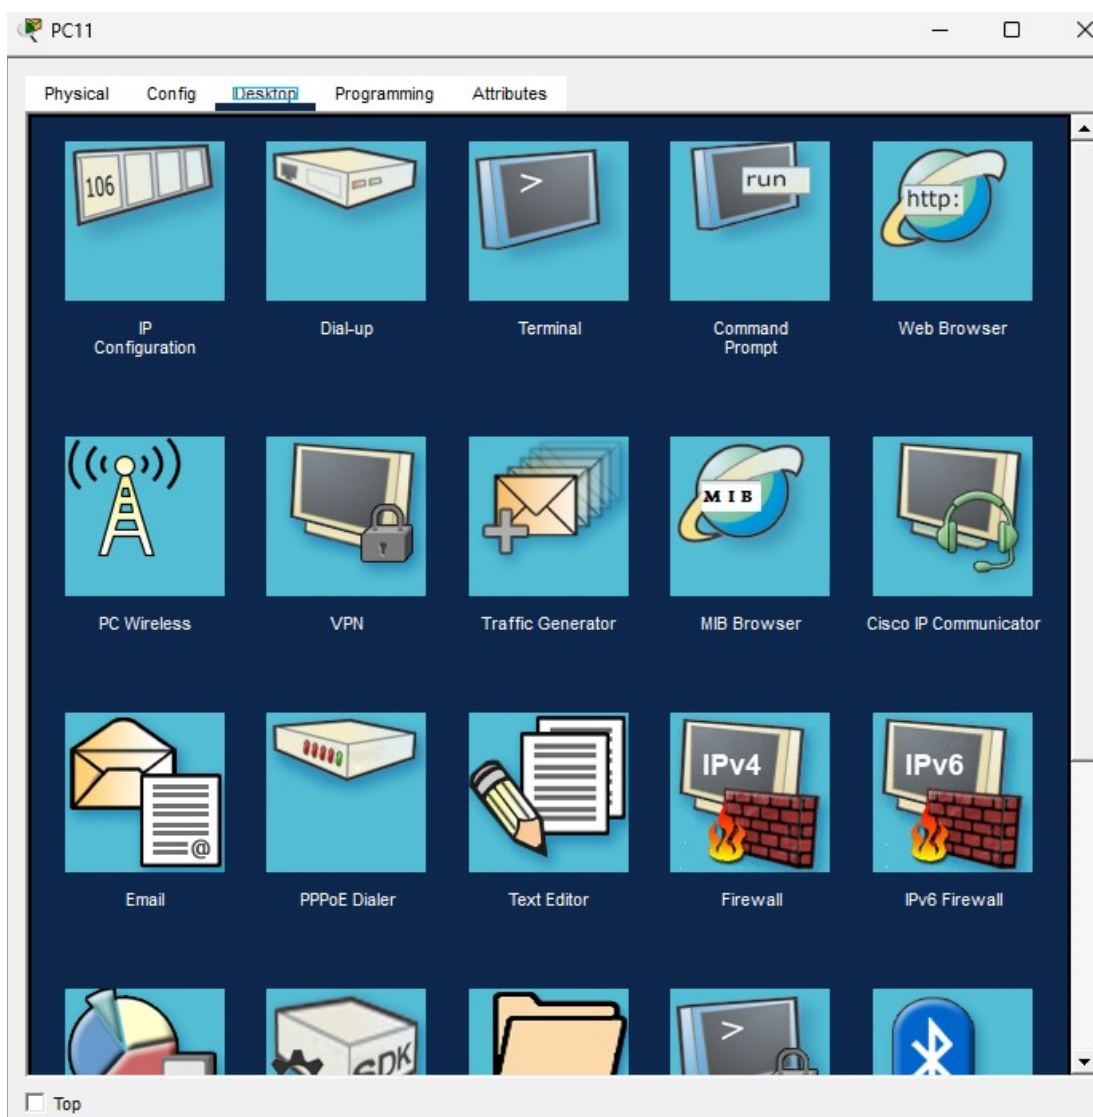 PC11
Physical Config Desktop Programming Attributes
106
>
run
http:
IP
Configuration
Dial-up
Terminal
Command
Prompt
Web Browser
MIB
PC Wireless
VPN
Traffic Generator
MIB Browser
Cisco IP Communicator
@
IPv4
IPv6
Email
PPPoE Dialer
Text Editor
Firewall
IPv6 Firewall
SDK
>
Top